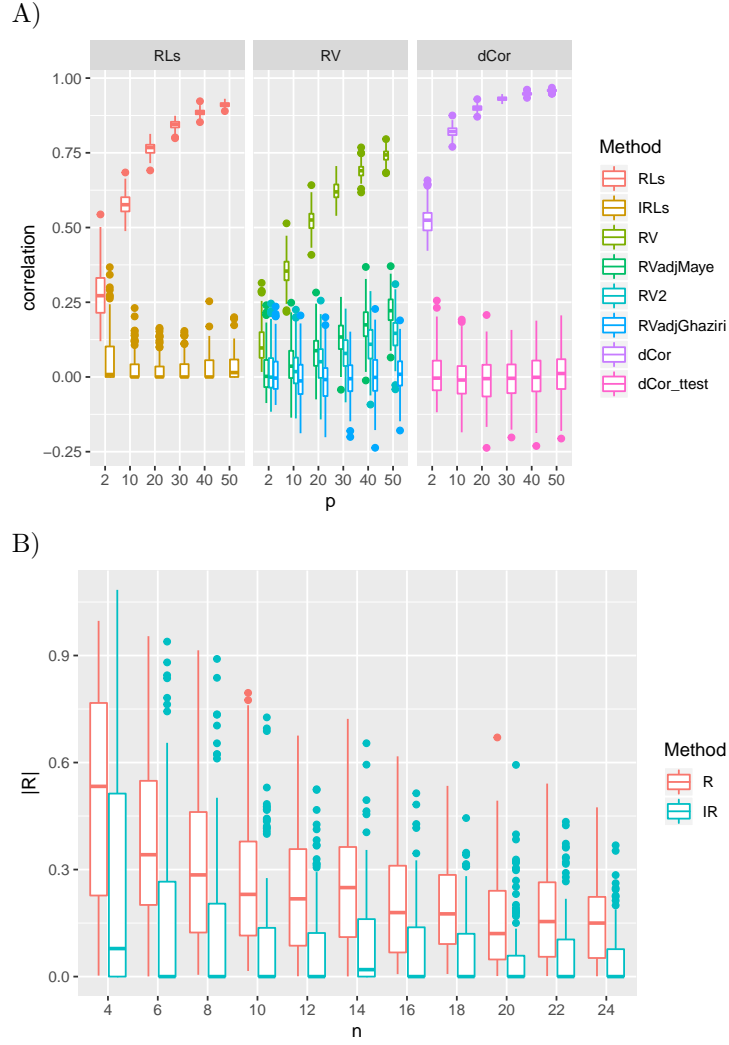 A)
RLs RV dCor
1.00
0.75
0.50
0.25
0.00
−0.25
correlation
2 10 20 30 40 50 2 10 20 30 40 50 2 10 20 30 40 50
p
Method
RLs
IRLs
RV
RVadjMaye
RV2
RVadjGhaziri
dCor
dCor_ttest
B)
0.9
0.6
0.3
0.0
|R|
4 6 8 10 12 14 16 18 20 22 24
n
Method
R
IR